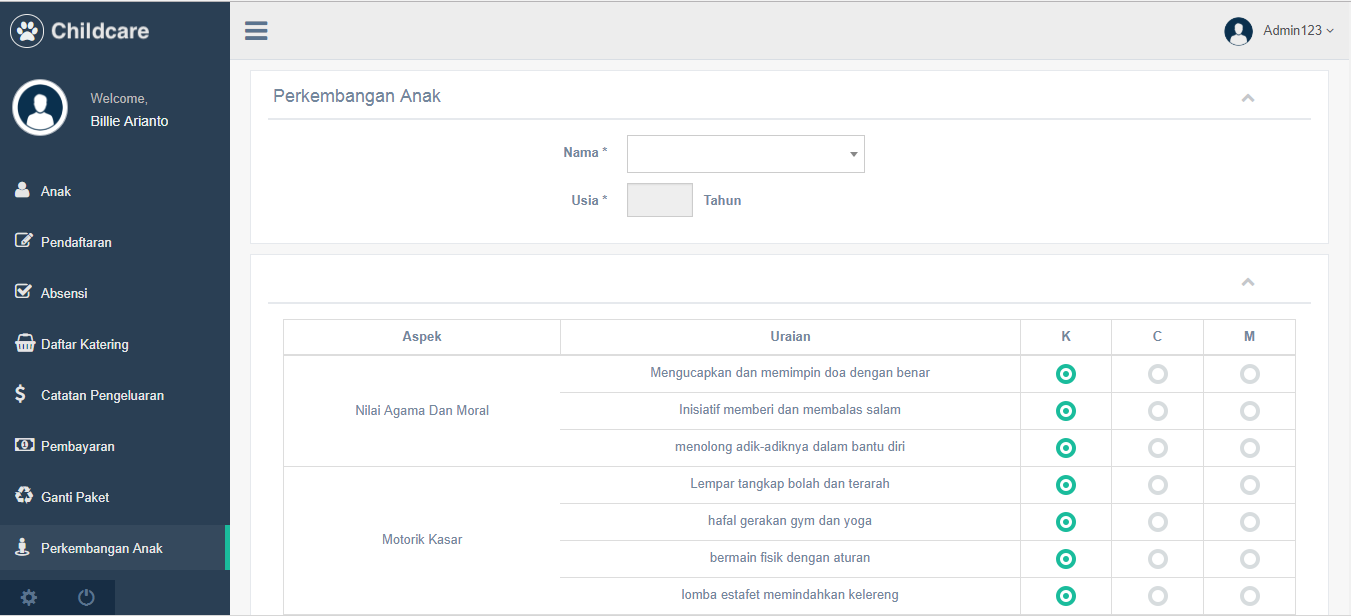 Childcare
Admin123
Welcome,
Billie Arianto
Anak
Pendaftaran
Absensi
Daftar Katering
$ Catatan Pengeluaran
Pembayaran
Ganti Paket
Perkembangan Anak
Perkembangan Anak
Nama *
Usia * Tahun
Aspek Uraian K C M
Nilai Agama Dan Moral
Mengucapkan dan memimpin doa dengan benar
Inisiatif memberi dan membalas salam
menolong adik-adiknya dalam bantu diri
Motorik Kasar
Lempar tangkap bolah dan terarah
hafal gerakan gym dan yoga
bermain fisik dengan aturan
lomba estafet memindahkan kelereng